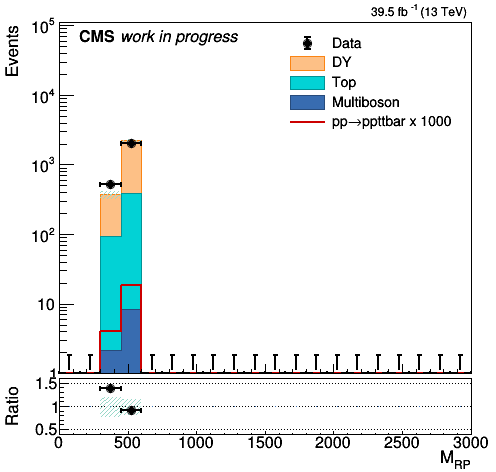 39.5 fb⁻¹ (13 TeV)
CMS work in progress
Events
10⁵
10⁴
10³
10²
10
1
Data
DY
Top
Multiboson
pp→ppttbar x 1000
Ratio
1.5
1
0.5
0 500 1000 1500 2000 2500 3000
M_RP